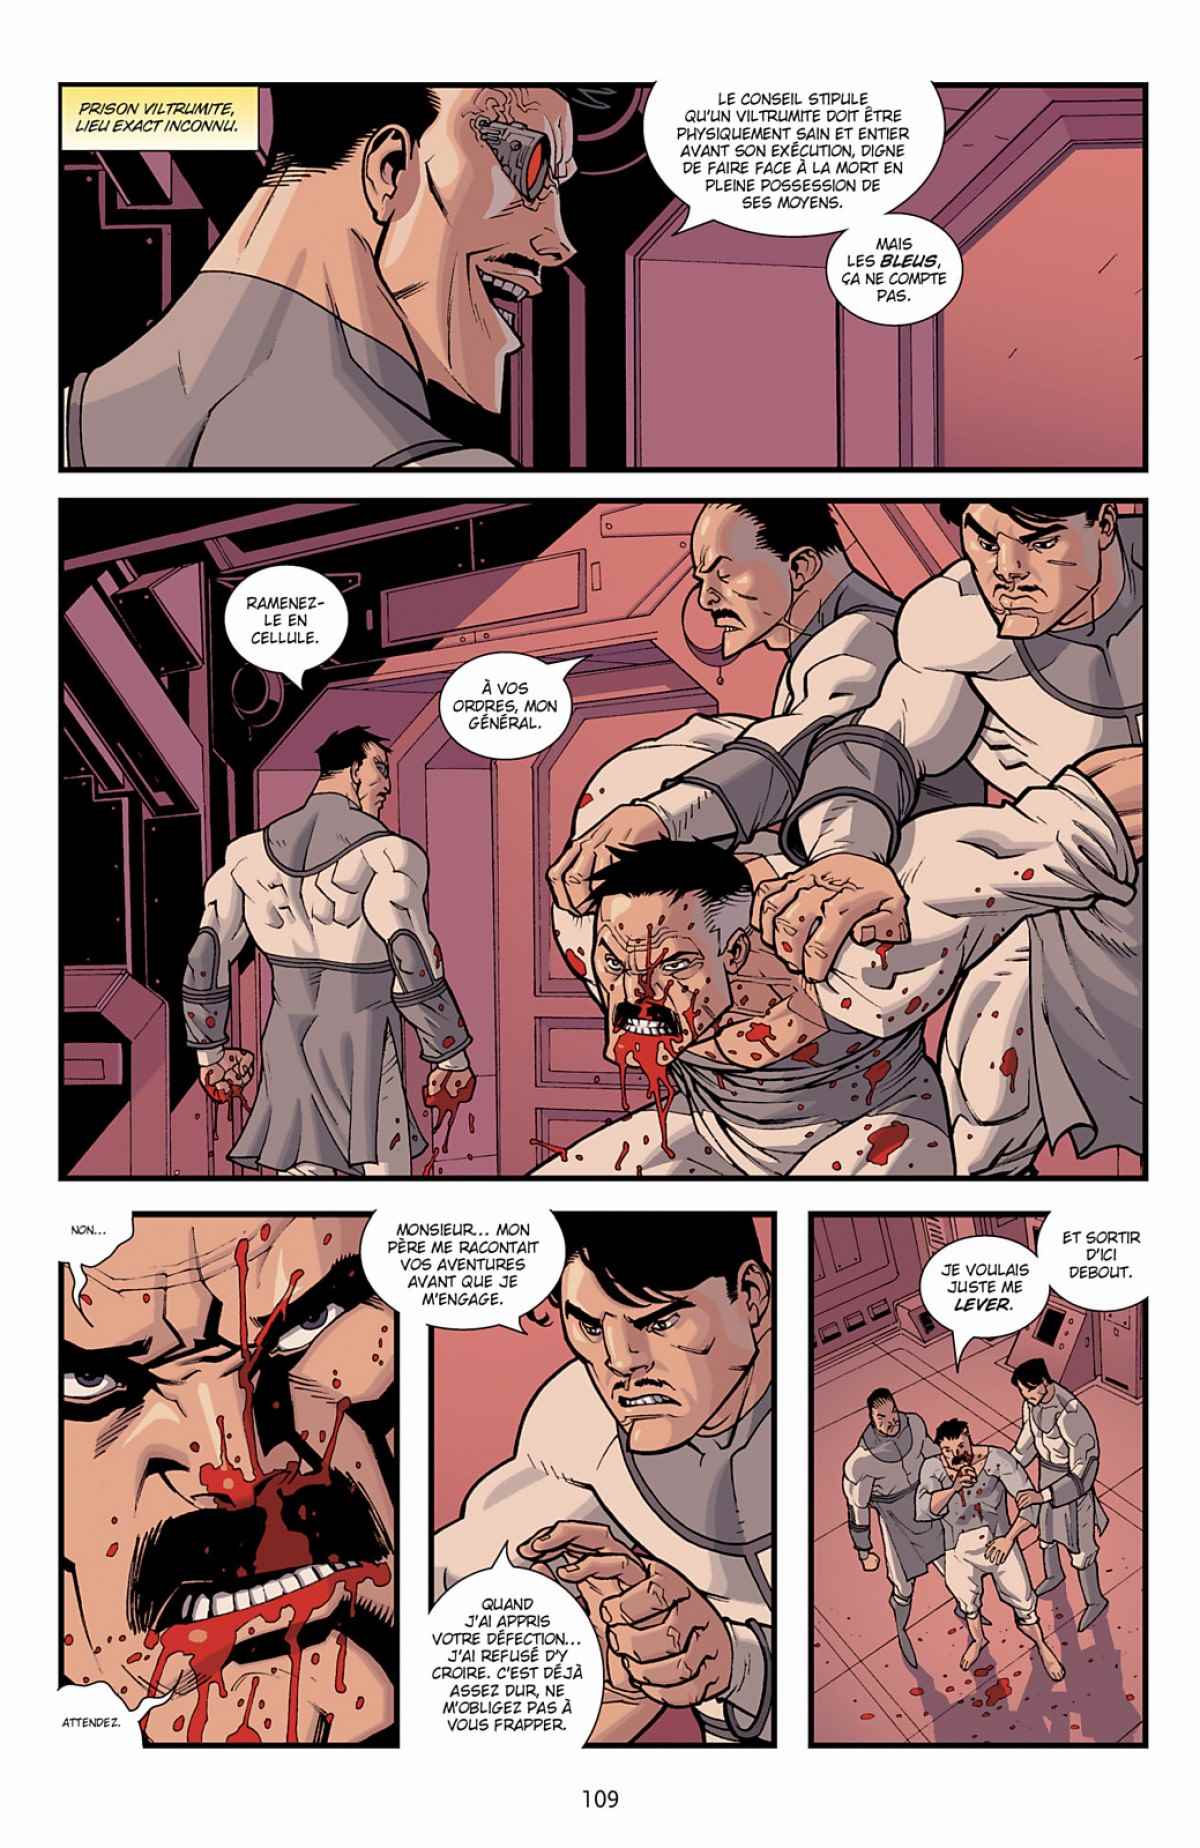 PRISON VILTRUMITE,
LIEU EXACT INCONNU.
LE CONSEIL STIPULE
QU'UN VILTRUMITE DOIT ÊTRE
PHYSIQUEMENT SAIN ET ENTIER
AVANT SON EXÉCUTION, DIGNE
DE FAIRE FACE À LA MORT EN
PLEINE POSSESSION DE
SES MOYENS.
MAIS
LES BLEUS,
ÇA NE COMPTE
PAS.
RAMENEZ-
LE EN
CELLULE.
À VOS
ORDRES, MON
GÉNÉRAL.
NON...
ATTENDEZ.
MONSIEUR... MON
PÈRE ME RACONTAIT
VOS AVENTURES
AVANT QUE JE
M'ENGAGE.
QUAND
J'AI APPRIS
VOTRE DÉFECTION...
J'AI REFUSÉ D'Y
CROIRE. C'EST DÉJÀ
ASSEZ DUR, NE
M'OBLIGEZ PAS À
VOUS FRAPPER.
JE VOULAIS
JUSTE ME
LEVER.
ET SORTIR
D'ICI
DEBOUT.
109